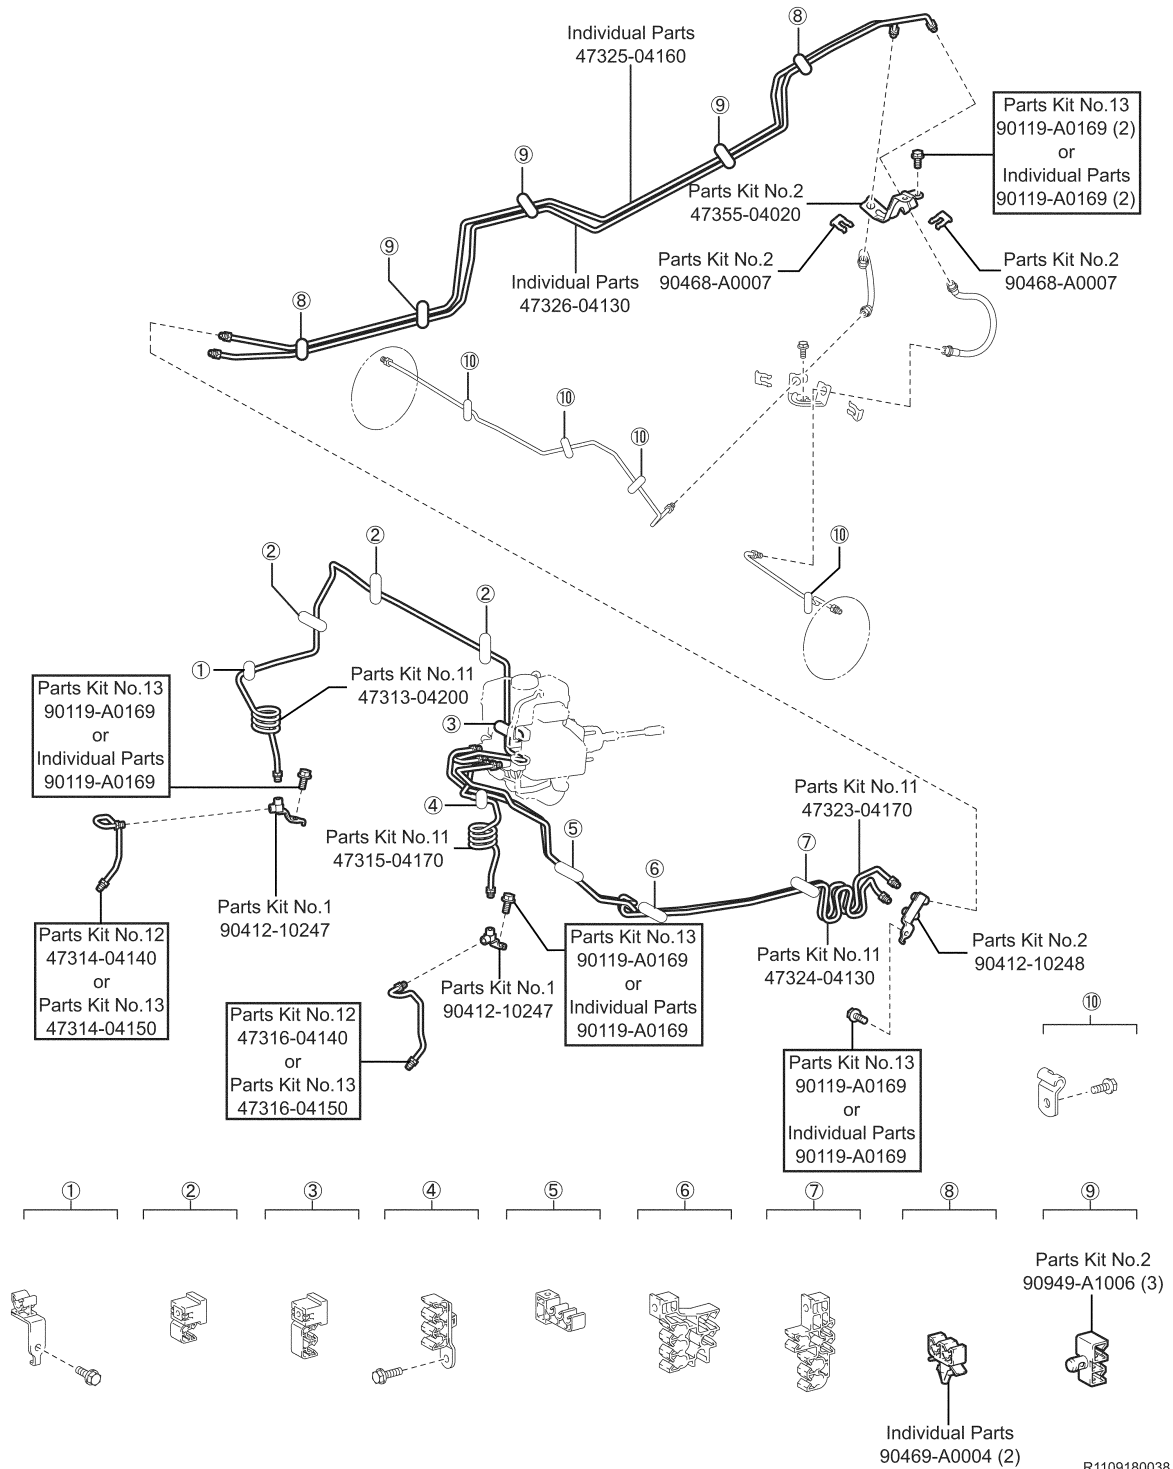 ⑧
Individual Parts
47325-04160
⑨
Parts Kit No.13
90119-A0169 (2)
or
Individual Parts
90119-A0169 (2)
⑨
Parts Kit No.2
47355-04020
⑨
Parts Kit No.2
90468-A0007
Parts Kit No.2
90468-A0007
Individual Parts
47326-04130
⑧
⑩
⑩
⑩
②
②
⑩
②
①
Parts Kit No.11
47313-04200
Parts Kit No.13
90119-A0169
or
Individual Parts
90119-A0169
③
Parts Kit No.11
47323-04170
④
⑤
Parts Kit No.11
47315-04170
⑦
⑥
Parts Kit No.1
90412-10247
Parts Kit No.12
47314-04140
or
Parts Kit No.13
47314-04150
Parts Kit No.13
90119-A0169
or
Individual Parts
90119-A0169
Parts Kit No.11
47324-04130
Parts Kit No.2
90412-10248
Parts Kit No.1
90412-10247
Parts Kit No.12
47316-04140
or
Parts Kit No.13
47316-04150
⑩
Parts Kit No.13
90119-A0169
or
Individual Parts
90119-A0169
①
②
③
④
⑤
⑥
⑦
⑧
⑨
Parts Kit No.2
90949-A1006 (3)
Individual Parts
90469-A0004 (2)
R1109180038